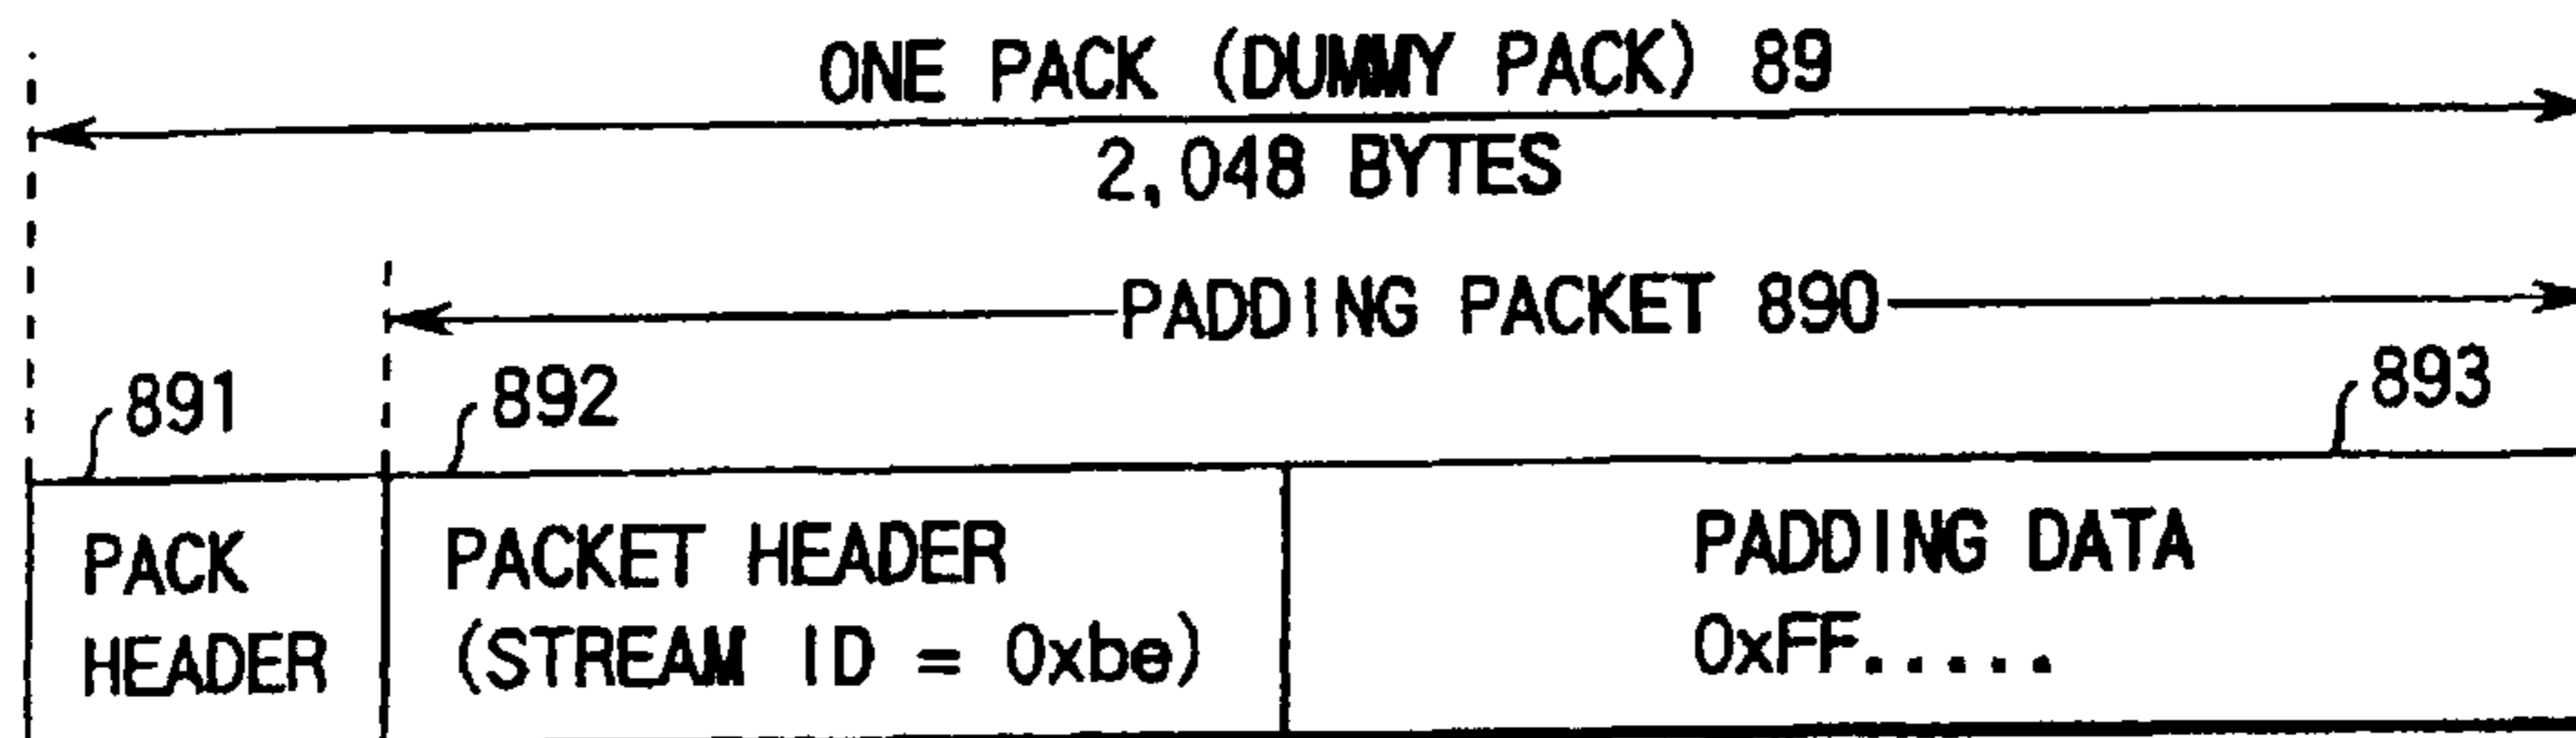 ONE PACK (DUMMY PACK) 89
2,048 BYTES
PADDING PACKET 890
891
892
893
PACK
HEADER
PACKET HEADER
(STREAM ID = 0xbe)
PADDING DATA
0xFF.....